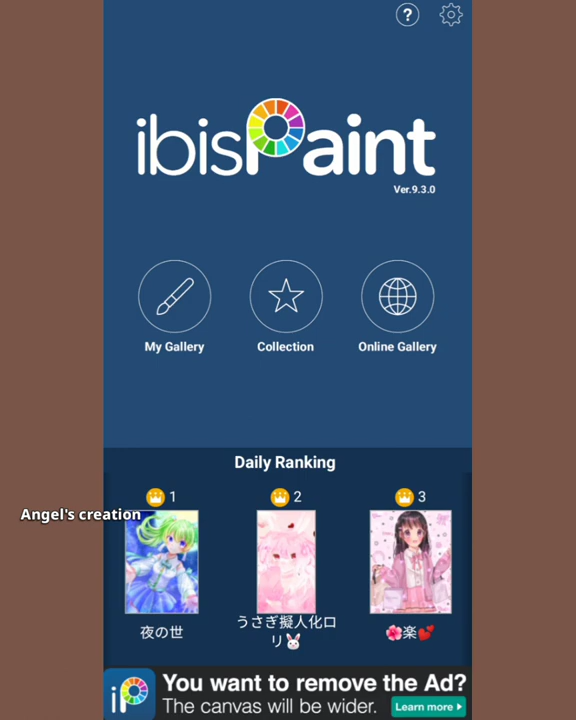 ?
ibisPaint
Ver.9.3.0
My Gallery
Collection
Online Gallery
Daily Ranking
1
2
3
Angel's creation
夜の世
うさぎ擬人化ロ
リ🐰
🌺楽💕
iP
You want to remove the Ad?
The canvas will be wider.
Learn more